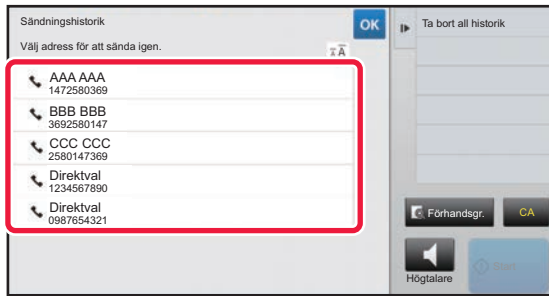 Sändningshistorik
OK
Ta bort all historik
Välj adress för att sända igen.
AAA AAA
1472580369
BBB BBB
3692580147
CCC CCC
2580147369
Direktval
1234567890
Direktval
0987654321
Förhandsgr.
CA
Högtalare
Start